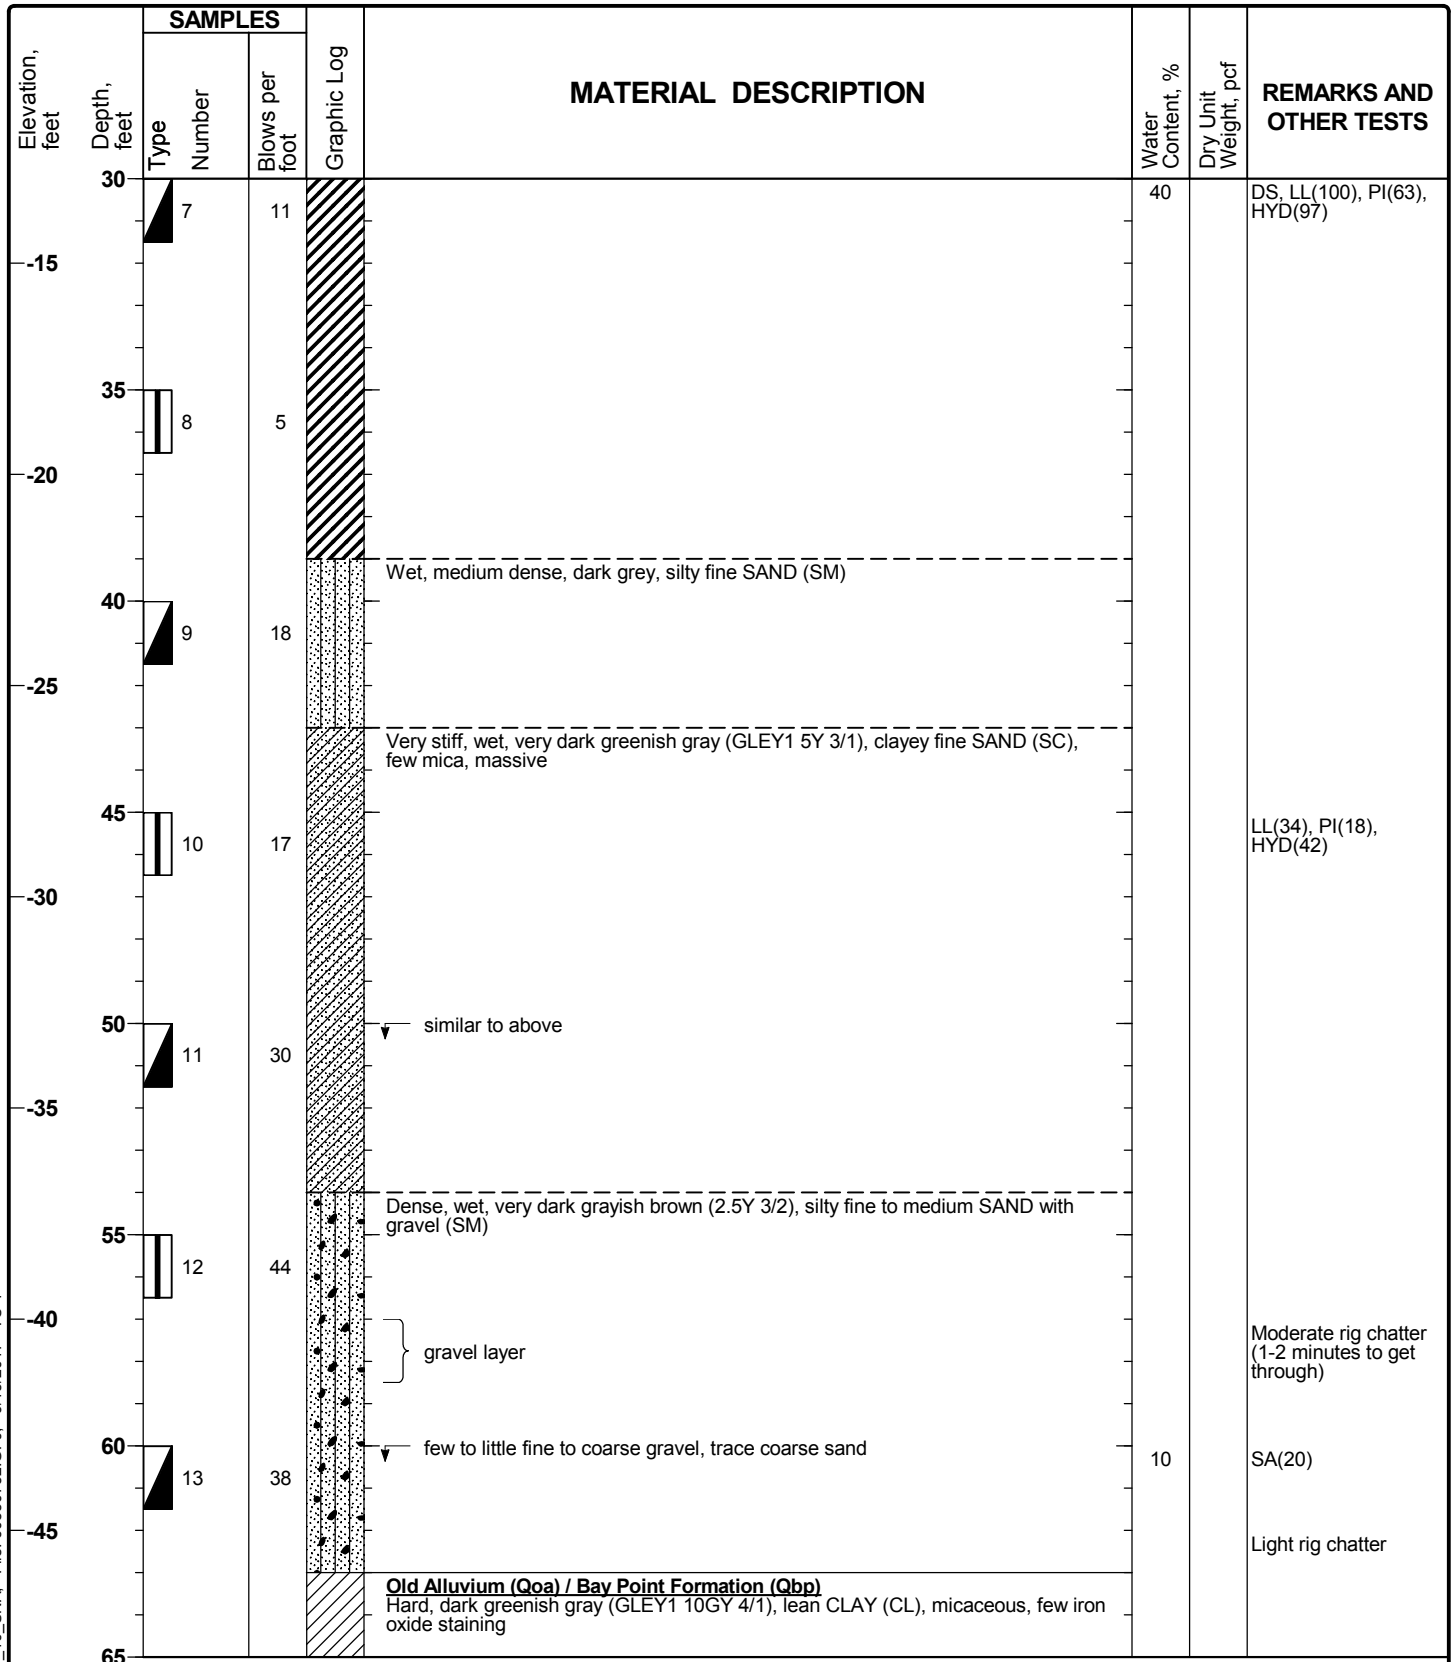 SAMPLES
Elevation,
feet
Depth,
feet
Type
Number
Blows per
foot
Graphic Log
MATERIAL DESCRIPTION
Water
Content, %
Dry Unit
Weight, pcf
REMARKS AND
OTHER TESTS
30
7
11
40
DS, LL(100), PI(63),
HYD(97)
-15
35
8
5
-20
Wet, medium dense, dark grey, silty fine SAND (SM)
40
9
18
-25
Very stiff, wet, very dark greenish gray (GLEY1 5Y 3/1), clayey fine SAND (SC),
few mica, massive
45
10
17
LL(34), PI(18),
HYD(42)
-30
50
similar to above
11
30
-35
Dense, wet, very dark grayish brown (2.5Y 3/2), silty fine to medium SAND with
gravel (SM)
55
12
44
-40
gravel layer
Moderate rig chatter
(1-2 minutes to get
through)
60
few to little fine to coarse gravel, trace coarse sand
10
SA(20)
13
38
-45
Light rig chatter
Old Alluvium (Qoa) / Bay Point Formation (Qbp)
Hard, dark greenish gray (GLEY1 10GY 4/1), lean CLAY (CL), micaceous, few iron
oxide staining
65